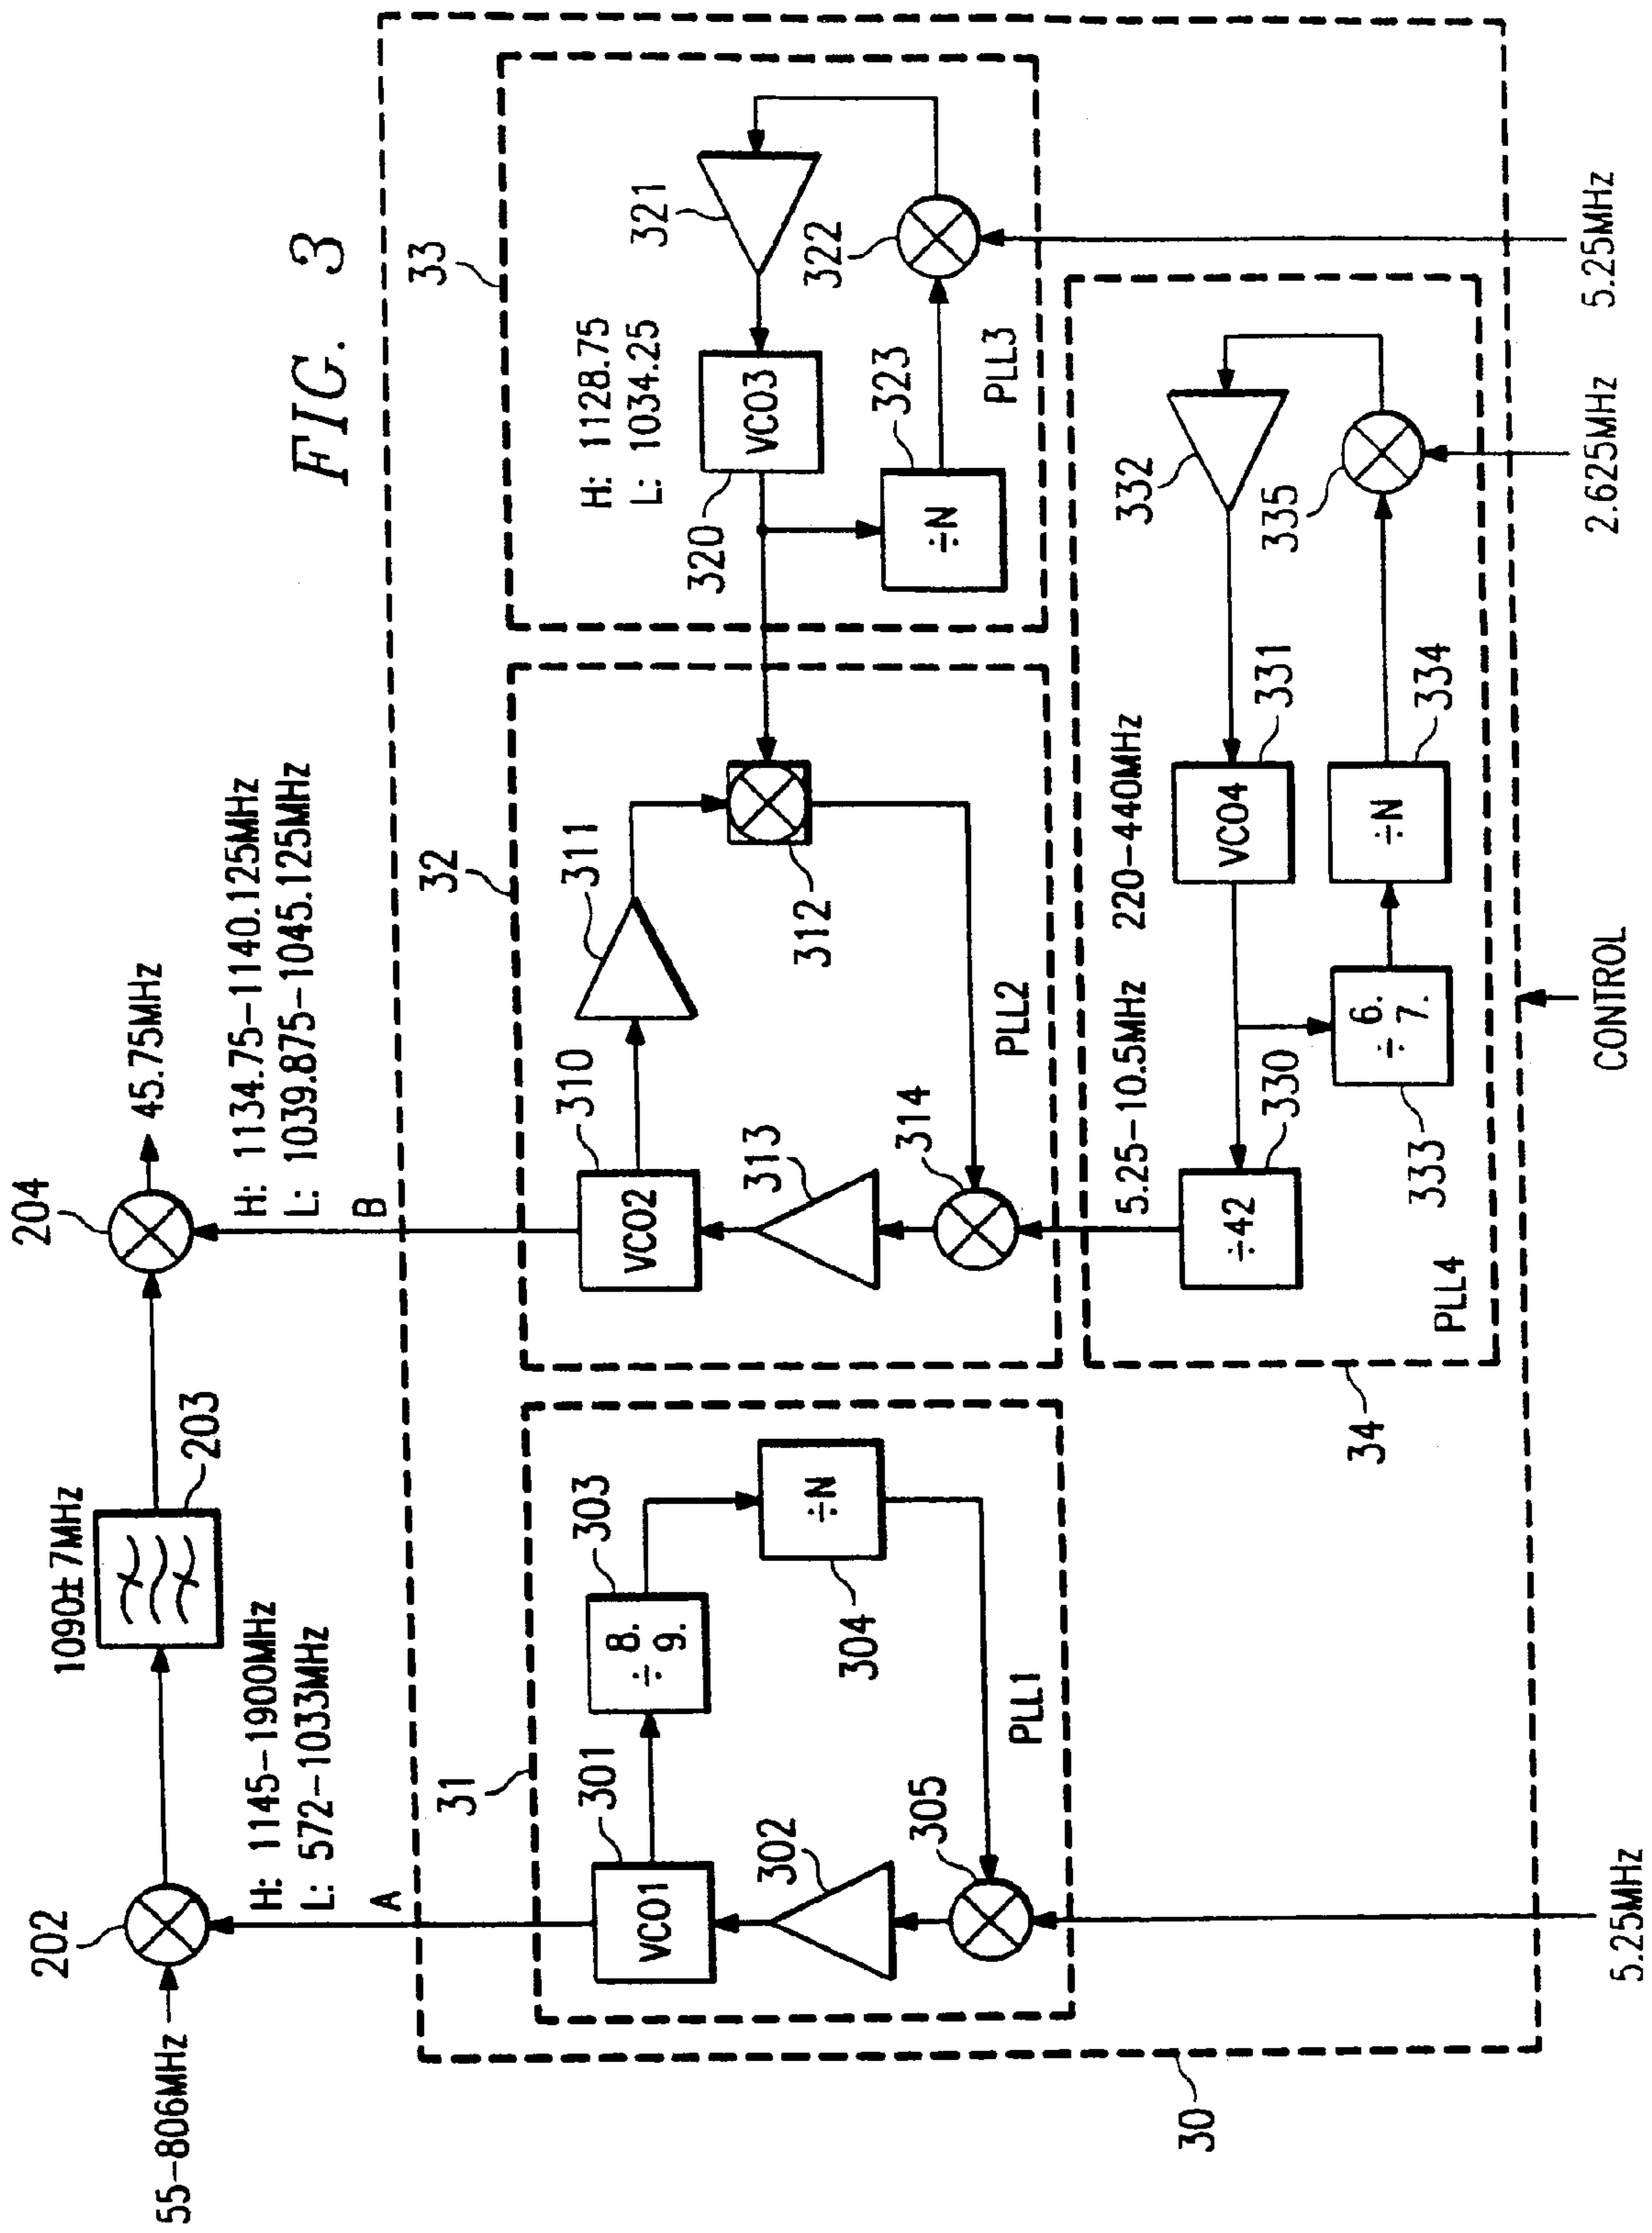 FIG. 3
55-806MHz
202
H: 1145-1900MHz
L: 572-1033MHz
A
1090±7MHz
203
204
45.75MHz
H: 1134.75-1140.125MHz
L: 1039.875-1045.125MHz
B
30
31
VCO1
301
302
÷ 8. 9.
303
÷N
304
305
PLL1
5.25MHz
32
VCO2
310
311
312
313
314
PLL2
33
H: 1128.75
L: 1034.25
VCO3
320
321
322
÷N
323
PLL3
5.25MHz
34
5.25-10.5MHz
220-440MHz
÷42
330
VCO4
331
332
÷ 6. 7.
333
÷N
334
335
PLL4
2.625MHz
CONTROL